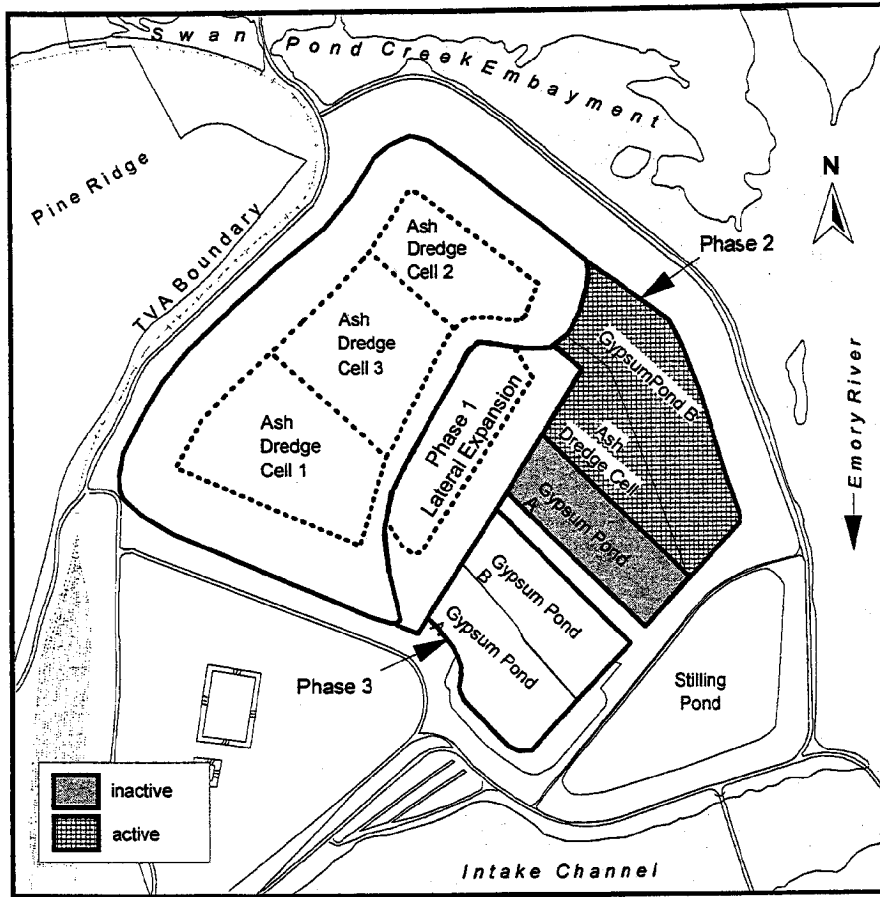 Swan Pond Creek Embayment
Pine Ridge
TVA Boundary
N
Phase 2
Ash
Dredge
Cell 2
Ash
Dredge
Cell 3
Ash
Dredge
Cell 1
Phase 1
Lateral Expansion
GypsumPond B
Ash
Dredge Cell
Gypsum Pond
A
Emory River
Gypsum Pond
B
Gypsum Pond
A
Phase 3
Stilling
Pond
inactive
active
Intake Channel